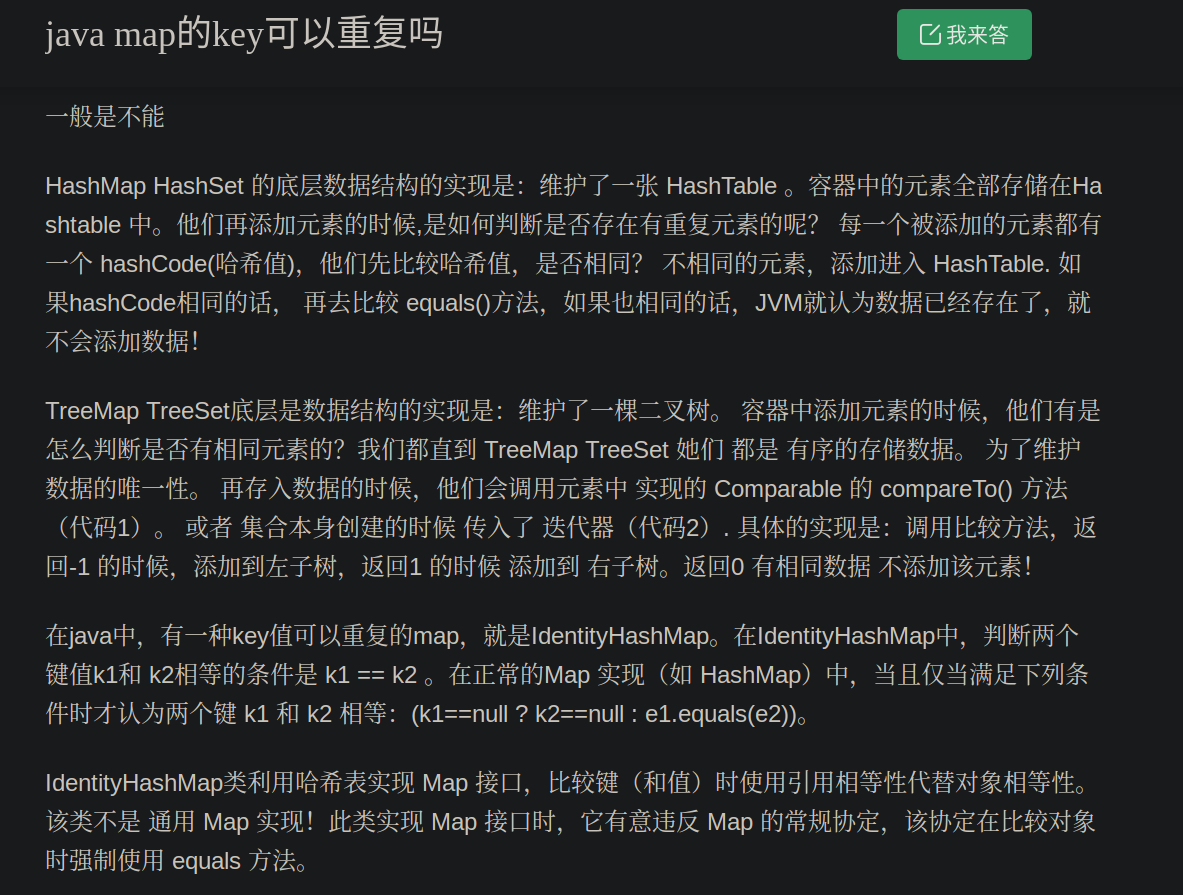 java map的key可以重复吗
我来答
一般是不能
HashMap HashSet 的底层数据结构的实现是：维护了一张 HashTable 。容器中的元素全部存储在Ha
shtable 中。他们再添加元素的时候,是如何判断是否存在有重复元素的呢？ 每一个被添加的元素都有
一个 hashCode(哈希值)，他们先比较哈希值，是否相同？ 不相同的元素，添加进入 HashTable. 如
果hashCode相同的话， 再去比较 equals()方法，如果也相同的话，JVM就认为数据已经存在了，就
不会添加数据！
TreeMap TreeSet底层是数据结构的实现是：维护了一棵二叉树。 容器中添加元素的时候，他们有是
怎么判断是否有相同元素的？我们都直到 TreeMap TreeSet 她们 都是 有序的存储数据。 为了维护
数据的唯一性。 再存入数据的时候，他们会调用元素中 实现的 Comparable 的 compareTo() 方法
（代码1）。 或者 集合本身创建的时候 传入了 迭代器（代码2）. 具体的实现是：调用比较方法，返
回-1 的时候，添加到左子树，返回1 的时候 添加到 右子树。返回0 有相同数据 不添加该元素！
在java中，有一种key值可以重复的map，就是IdentityHashMap。在IdentityHashMap中，判断两个
键值k1和 k2相等的条件是 k1 == k2 。在正常的Map 实现（如 HashMap）中，当且仅当满足下列条
件时才认为两个键 k1 和 k2 相等：(k1==null ? k2==null : e1.equals(e2))。
IdentityHashMap类利用哈希表实现 Map 接口，比较键（和值）时使用引用相等性代替对象相等性。
该类不是 通用 Map 实现！此类实现 Map 接口时，它有意违反 Map 的常规协定，该协定在比较对象
时强制使用 equals 方法。